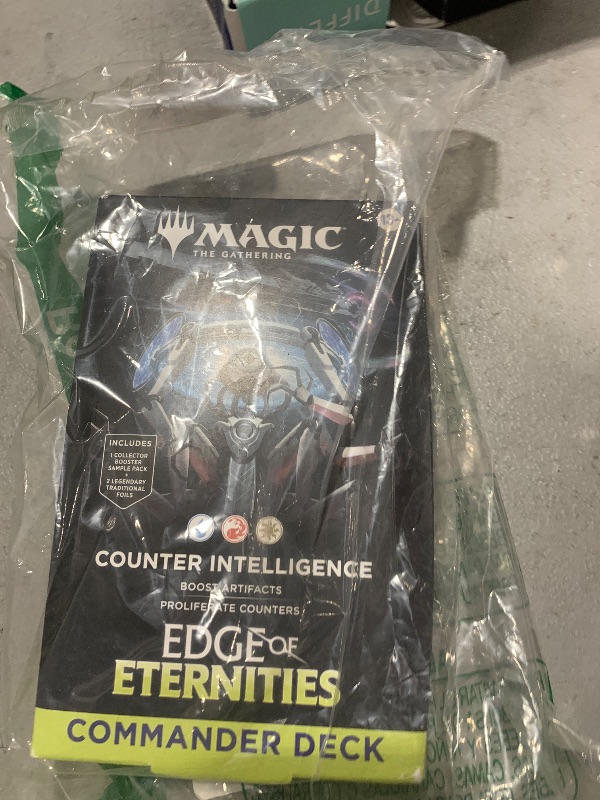 DIFFE
MAGIC
THE GATHERING
INCLUDES
1 COLLECTOR
BOOSTER
SAMPLE PACK
+
2 LEGENDARY
TRADITIONAL
FOILS
COUNTER INTELLIGENCE
BOOST ARTIFACTS
PROLIFERATE COUNTERS
EDGE OF
ETERNITIES
COMMANDER DECK